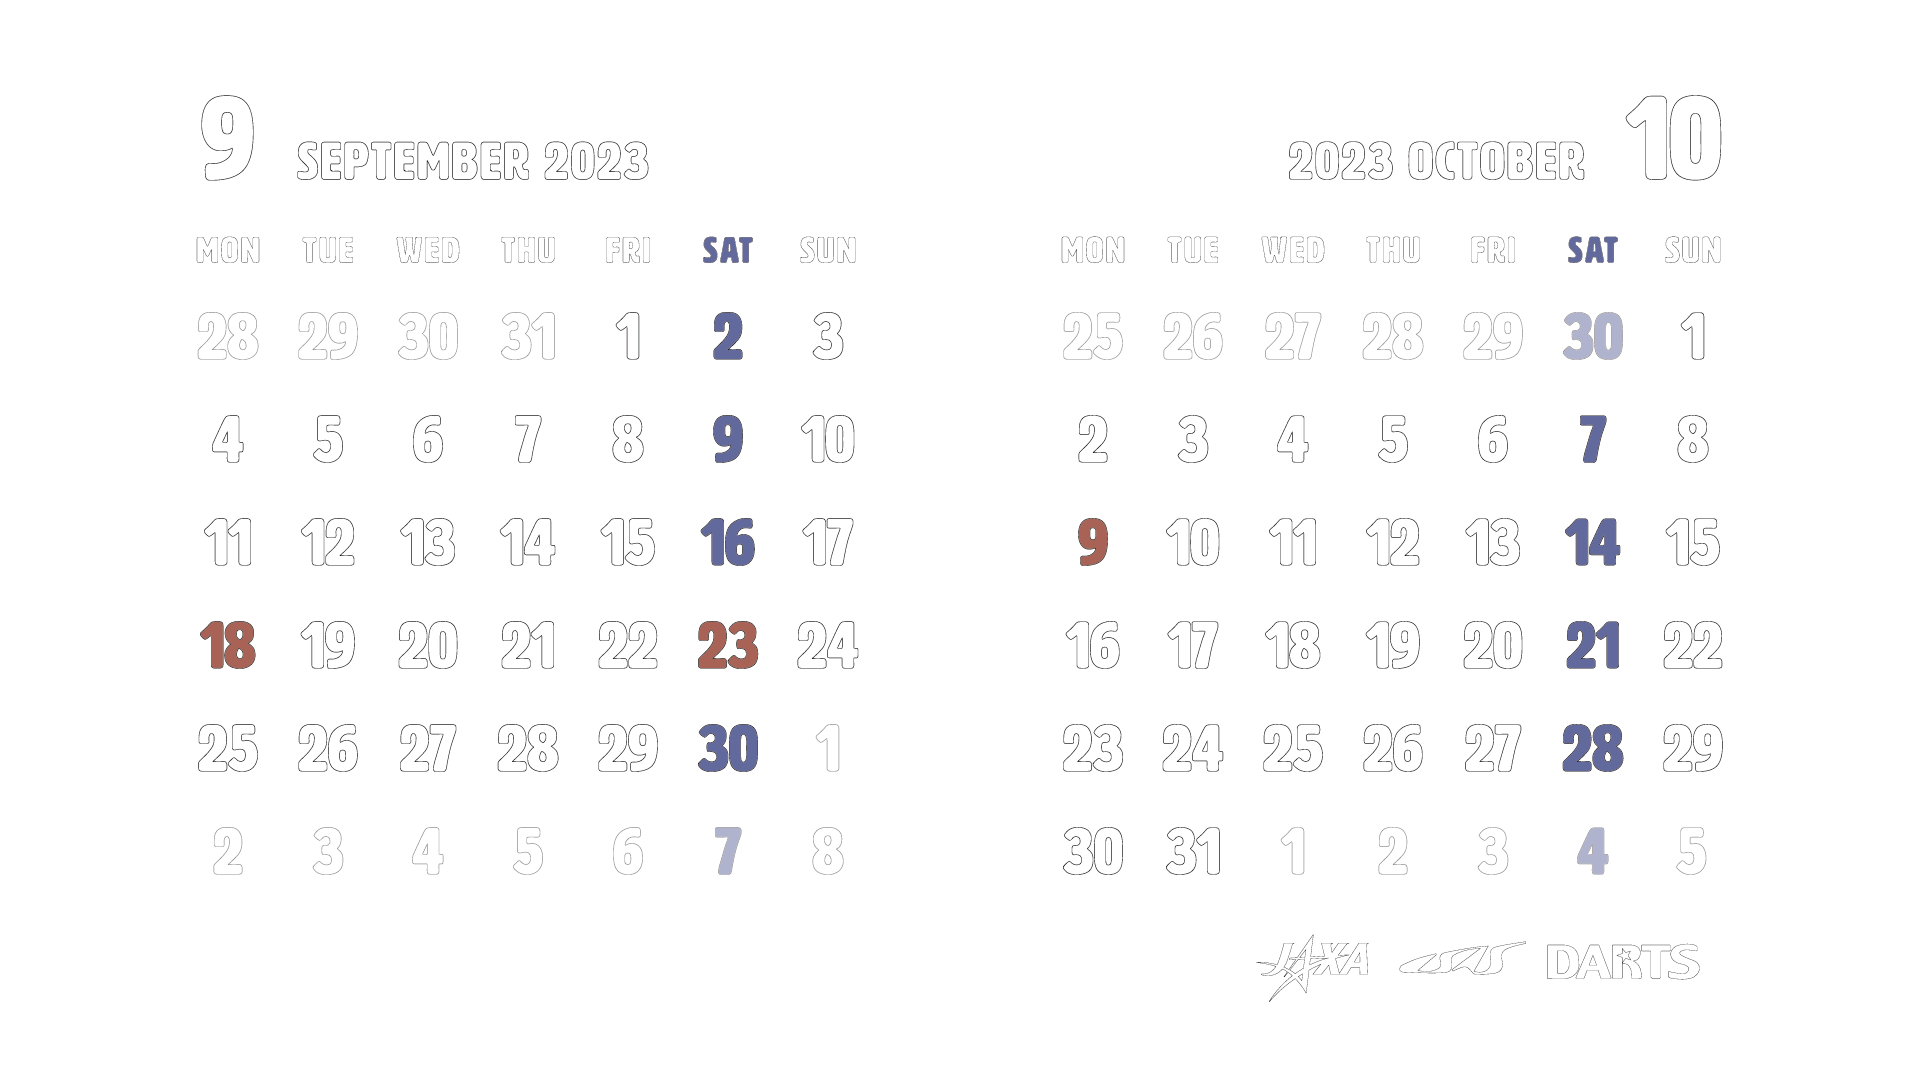 9 SEPTEMBER 2023
MON TUE WED THU FRI SAT SUN
28 29 30 31 1 2 3
4 5 6 7 8 9 10
11 12 13 14 15 16 17
18 19 20 21 22 23 24
25 26 27 28 29 30 1
2 3 4 5 6 7 8
2023 OCTOBER 10
MON TUE WED THU FRI SAT SUN
25 26 27 28 29 30 1
2 3 4 5 6 7 8
9 10 11 12 13 14 15
16 17 18 19 20 21 22
23 24 25 26 27 28 29
30 31 1 2 3 4 5
JAXA ISAS DARTS